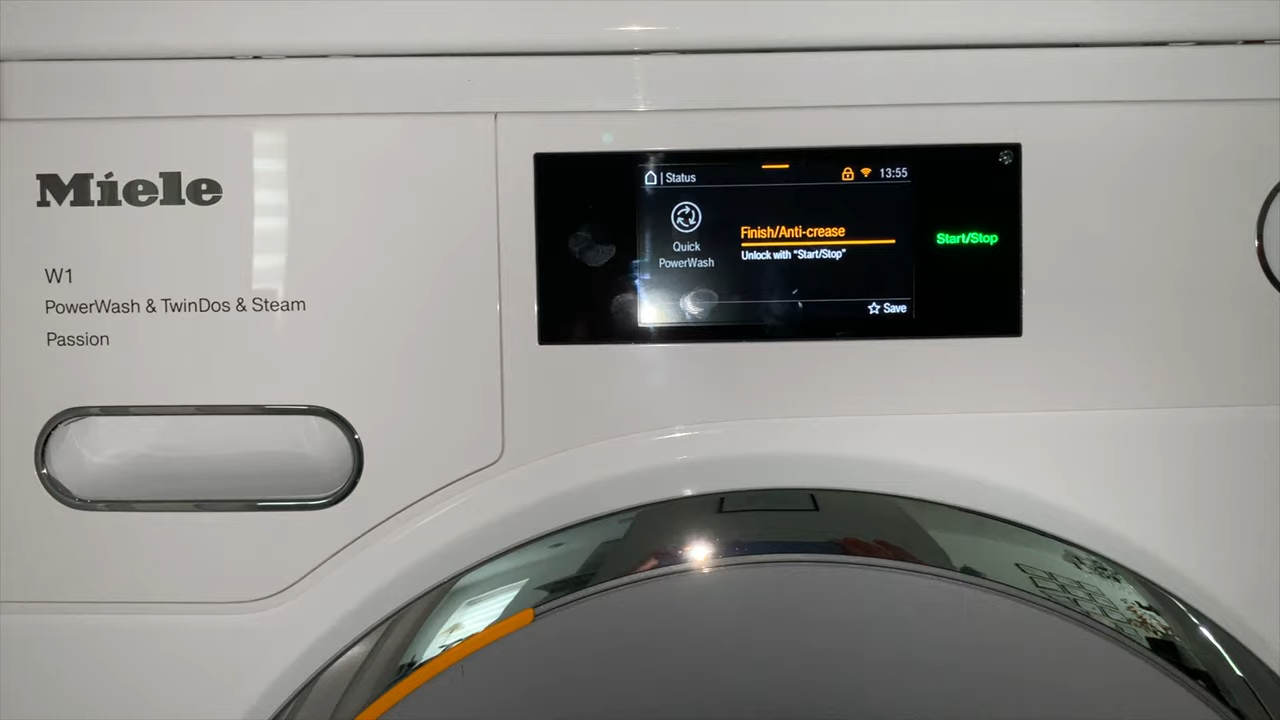 Miele
W1
PowerWash & TwinDos & Steam
Passion
| Status
13:55
Quick
PowerWash
Finish/Anti-crease
Unlock with “Start/Stop”
Save
Start/Stop